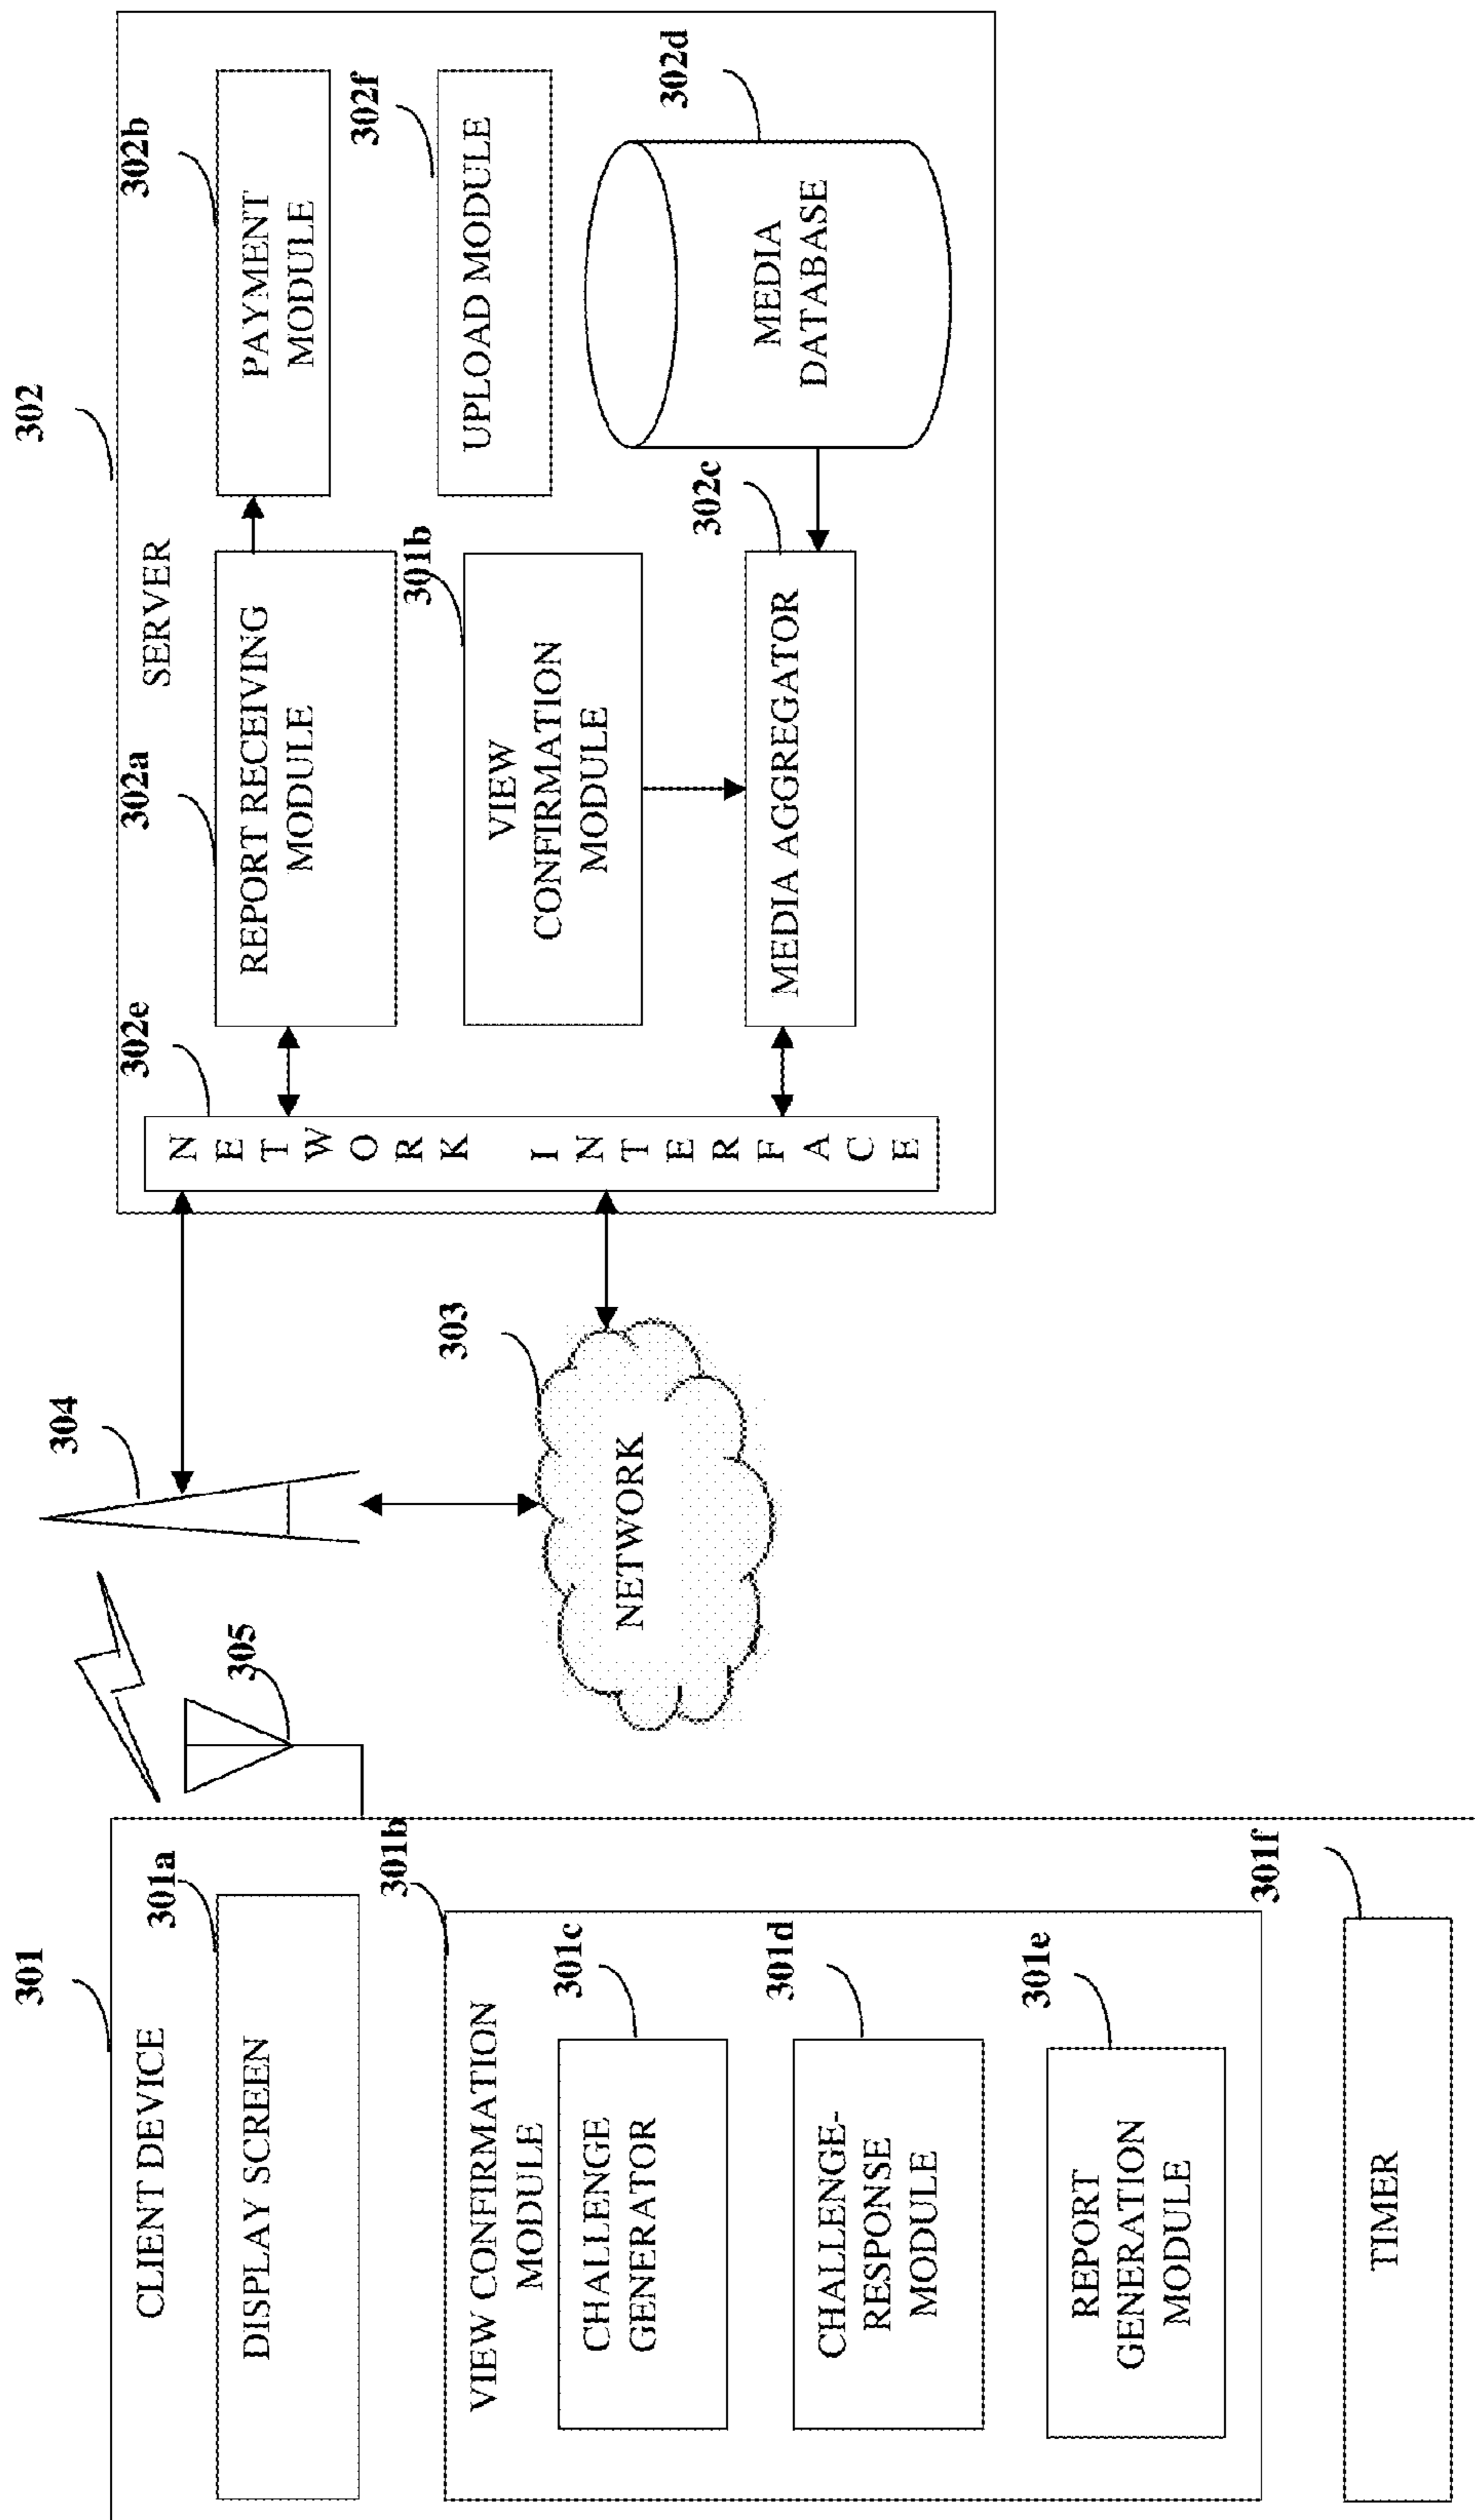 301
CLIENT DEVICE
301a
DISPLAY SCREEN
301b
VIEW CONFIRMATION
MODULE
301c
CHALLENGE
GENERATOR
301d
CHALLENGE-
RESPONSE
MODULE
301e
REPORT
GENERATION
MODULE
301f
TIMER
305
304
303
NETWORK
302
SERVER
302e
NETWORK INTERFACE
302a
REPORT RECEIVING
MODULE
302b
PAYMENT
MODULE
301b
VIEW
CONFIRMATION
MODULE
302f
UPLOAD MODULE
302c
MEDIA AGGREGATOR
302d
MEDIA
DATABASE